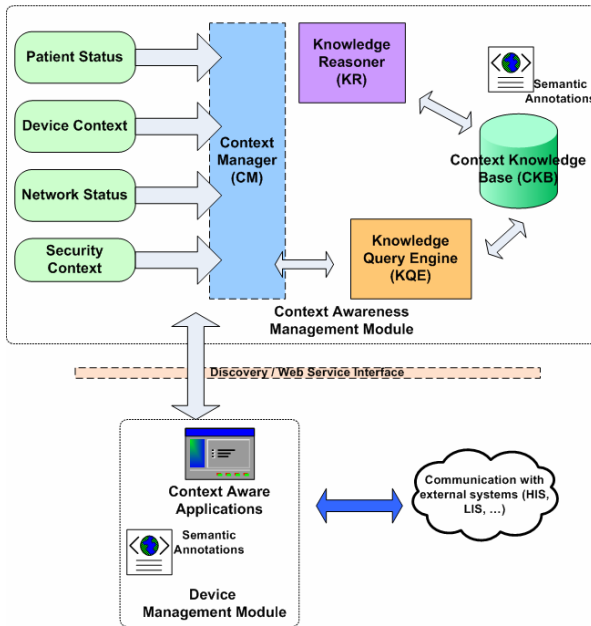 Patient Status
Device Context
Network Status
Security
Context
Context
Manager
(CM)
Knowledge
Reasoner
(KR)
Semantic
Annotations
Context Knowledge
Base (CKB)
Knowledge
Query Engine
(KQE)
Context Awareness
Management Module
Discovery / Web Service Interface
Context Aware
Applications
Semantic
Annotations
Device
Management Module
Communication with
external systems (HIS,
LIS, ...)